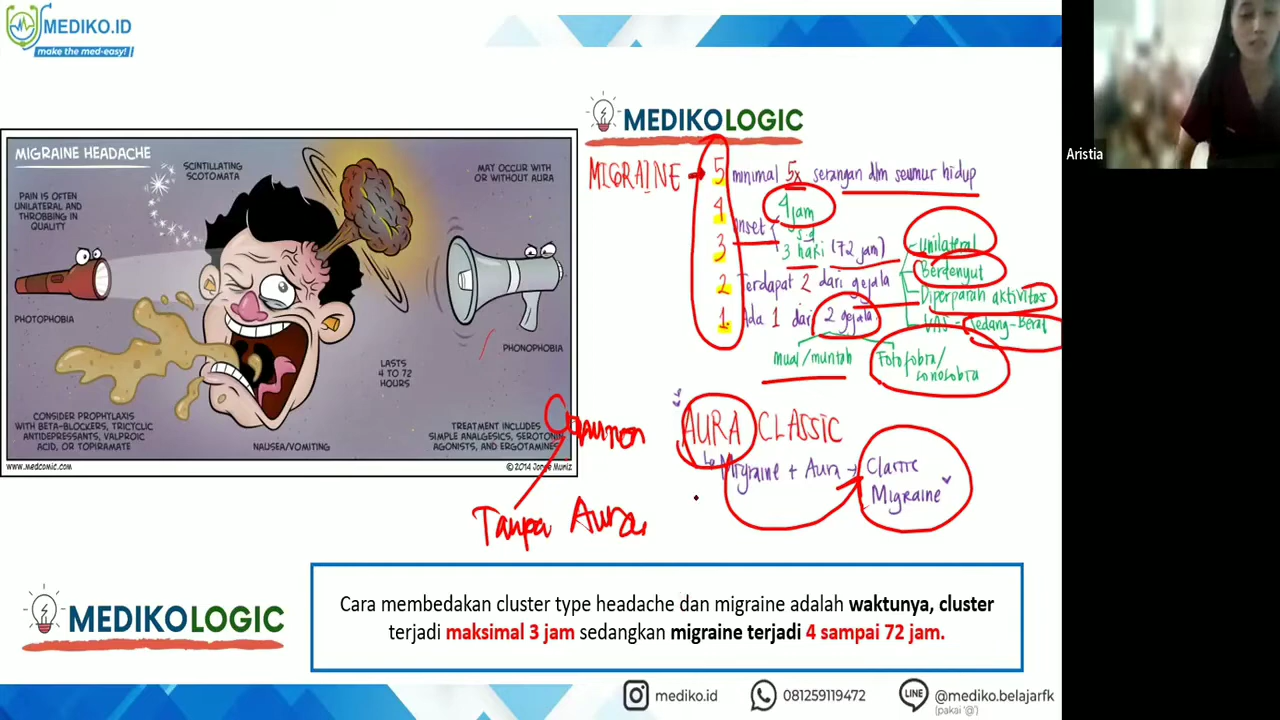 MEDIKO.ID
make the med-easy!
Aristia
MEDIKOLOGIC
MIGRAINE HEADACHE
SCINTILLATING
SCOTOMATA
PAIN IS OFTEN
UNILATERAL AND
THROBBING IN
QUALITY
MAY OCCUR WITH
OR WITHOUT AURA
PHOTOPHOBIA
PHONOPHOBIA
LASTS
4 TO 72
HOURS
CONSIDER PROPHYLAXIS
WITH BETA-BLOCKERS, TRICYCLIC
ANTIDEPRESSANTS, VALPROIC
ACID, OR TOPIRAMATE
NAUSEA/VOMITING
TREATMENT INCLUDES
SIMPLE ANALGESICS, SEROTONIN
AGONISTS, AND ERGOTAMINES
www.medcomic.com
© 2014 Jorge Muniz
MIGRAINE
5 minimal 5x serangan dlm seumur hidup
4
4 jam
onset
s.d
3
3 hari (72 jam)
2 Terdapat 2 dari gejala
- Unilateral
Berdenyut
Diperparah aktivitas
VAS - Sedang-Berat
1. Ada 1 dari 2 gejala
mual/muntah
Fotofobia/
fonofobia
AURA CLASSIC
Migraine + Aura →
Classic
Migraine
Common
Tanpa Aura
MEDIKOLOGIC
Cara membedakan cluster type headache dan migraine adalah waktunya, cluster
terjadi maksimal 3 jam sedangkan migraine terjadi 4 sampai 72 jam.
mediko.id
081259119472
LINE
@mediko.belajarfk
(pakai '@')